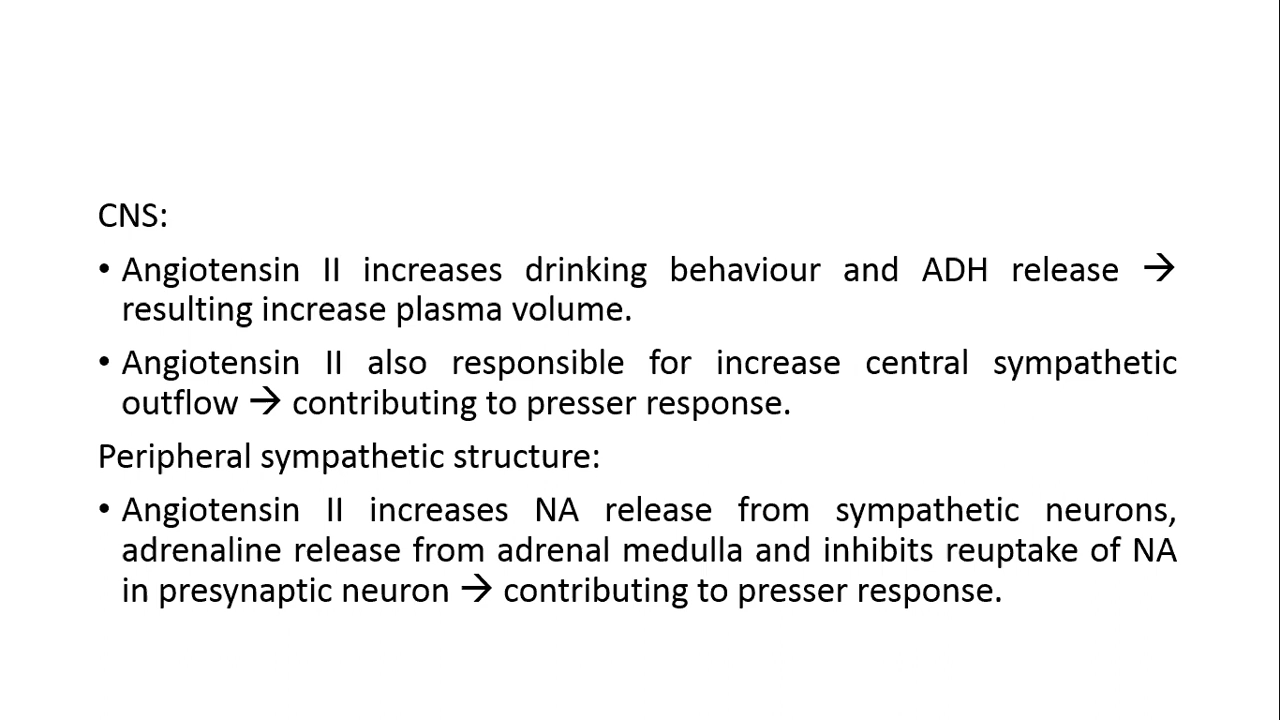 CNS:
• Angiotensin II increases drinking behaviour and ADH release →
resulting increase plasma volume.
• Angiotensin II also responsible for increase central sympathetic
outflow → contributing to presser response.
Peripheral sympathetic structure:
• Angiotensin II increases NA release from sympathetic neurons,
adrenaline release from adrenal medulla and inhibits reuptake of NA
in presynaptic neuron → contributing to presser response.